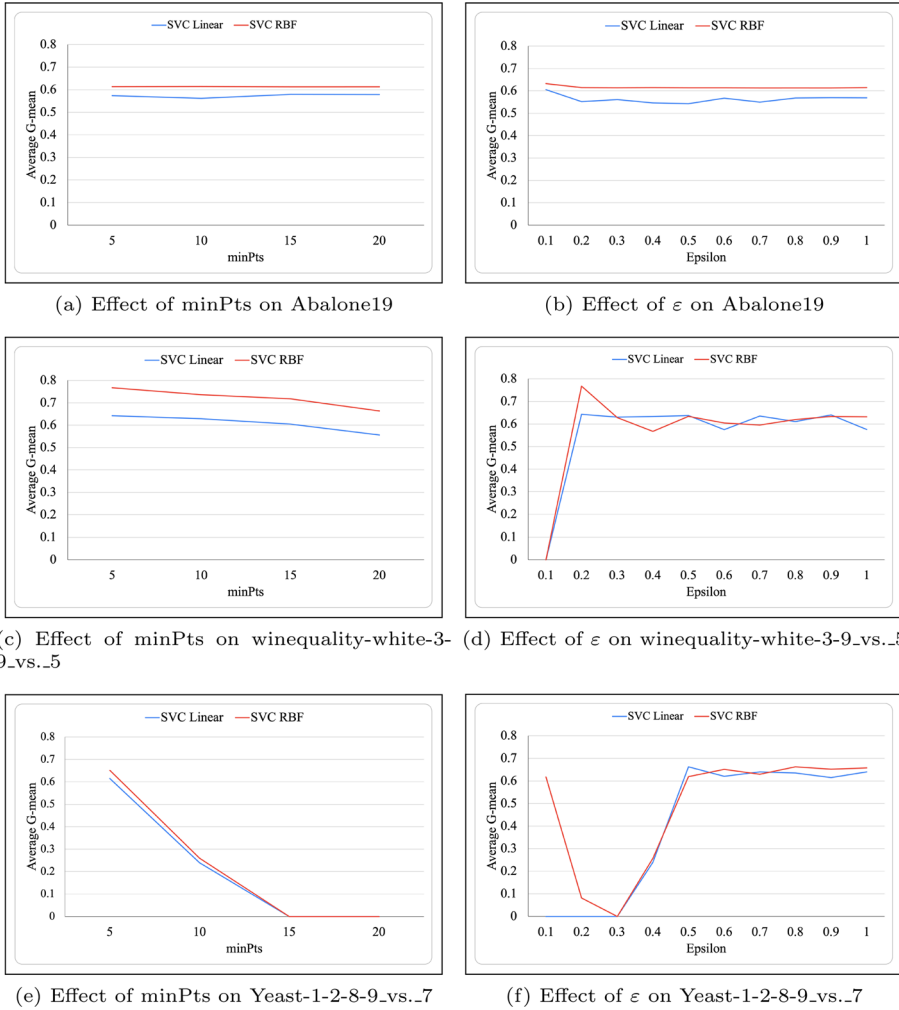 SVC Linear SVC RBF
0.8
0.7
0.6
0.5
0.4
0.3
0.2
0.1
0
Average G-mean
5 10 15 20
minPts
(a) Effect of minPts on Abalone19
SVC Linear SVC RBF
0.8
0.7
0.6
0.5
0.4
0.3
0.2
0.1
0
Average G-mean
0.1 0.2 0.3 0.4 0.5 0.6 0.7 0.8 0.9 1
Epsilon
(b) Effect of ε on Abalone19
SVC Linear SVC RBF
0.8
0.7
0.6
0.5
0.4
0.3
0.2
0.1
0
Average G-mean
5 10 15 20
minPts
(c) Effect of minPts on winequality-white-3-
9_vs._5
SVC Linear SVC RBF
0.8
0.7
0.6
0.5
0.4
0.3
0.2
0.1
0
Average G-mean
0.1 0.2 0.3 0.4 0.5 0.6 0.7 0.8 0.9 1
Epsilon
(d) Effect of ε on winequality-white-3-9_vs._5
SVC Linear SVC RBF
0.8
0.7
0.6
0.5
0.4
0.3
0.2
0.1
0
Average G-mean
5 10 15 20
minPts
(e) Effect of minPts on Yeast-1-2-8-9_vs._7
SVC Linear SVC RBF
0.8
0.7
0.6
0.5
0.4
0.3
0.2
0.1
0
Average G-mean
0.1 0.2 0.3 0.4 0.5 0.6 0.7 0.8 0.9 1
Epsilon
(f) Effect of ε on Yeast-1-2-8-9_vs._7